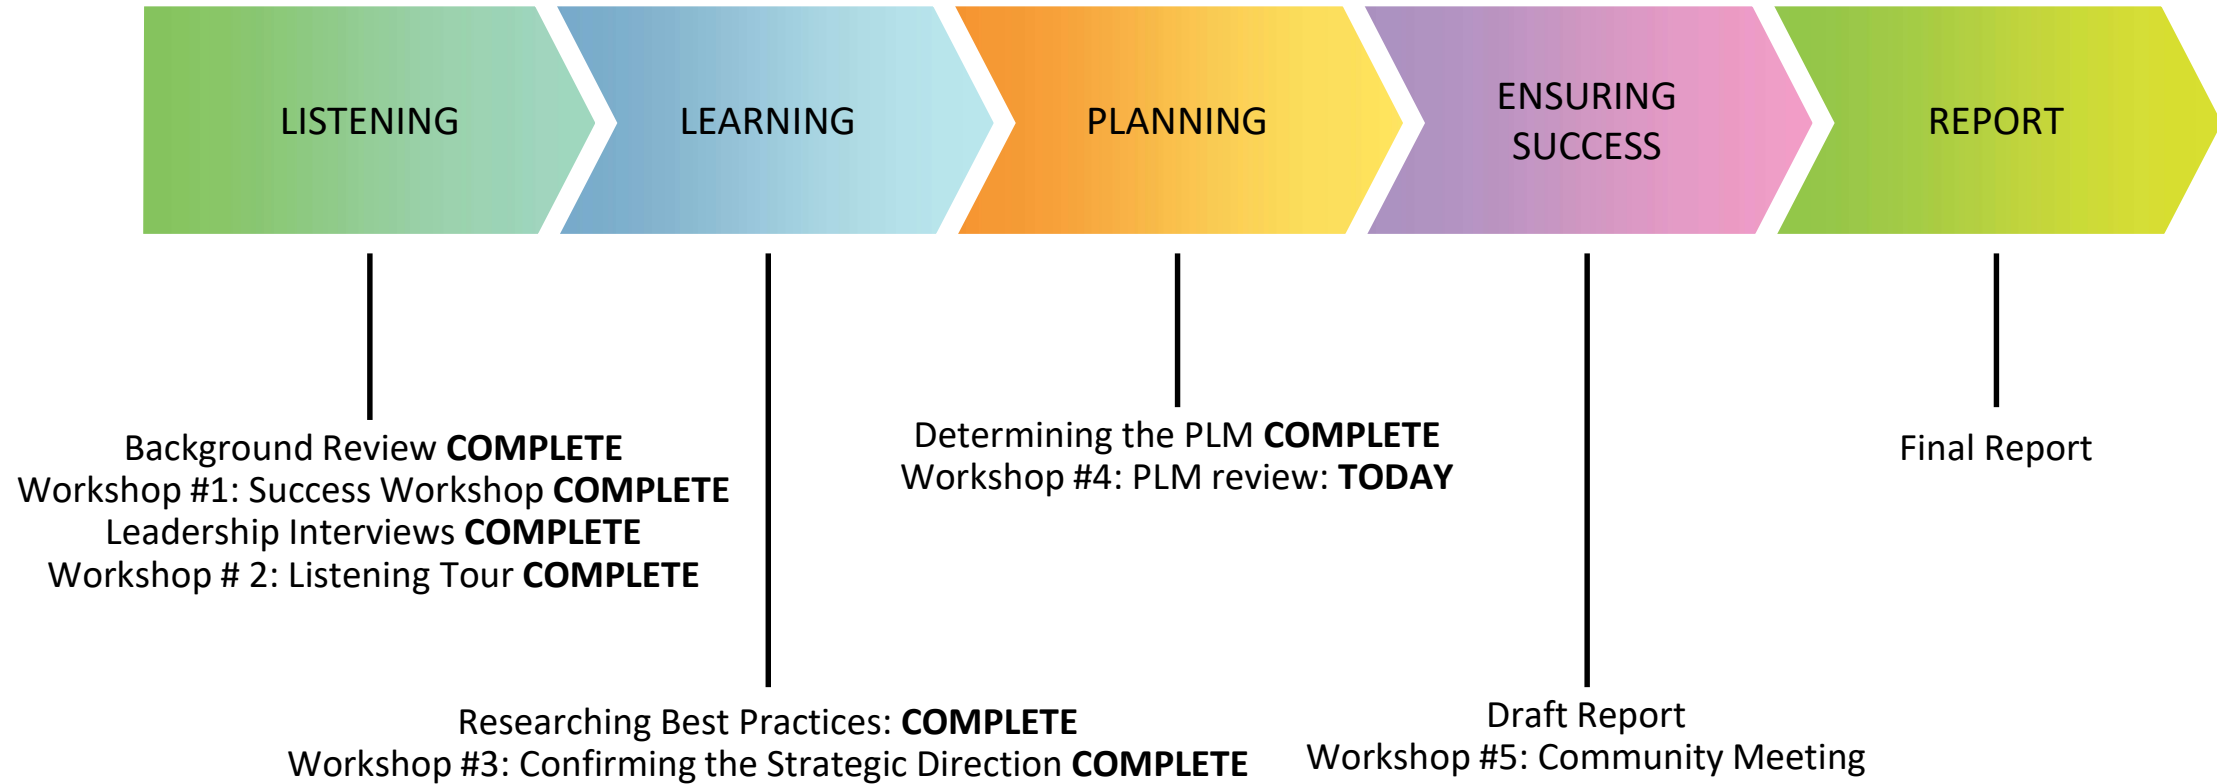 LISTENING
LEARNING
PLANNING
ENSURING
SUCCESS
REPORT
Background Review COMPLETE
Workshop #1: Success Workshop COMPLETE
Leadership Interviews COMPLETE
Workshop # 2: Listening Tour COMPLETE
Researching Best Practices: COMPLETE
Workshop #3: Confirming the Strategic Direction COMPLETE
Determining the PLM COMPLETE
Workshop #4: PLM review: TODAY
Draft Report
Workshop #5: Community Meeting
Final Report